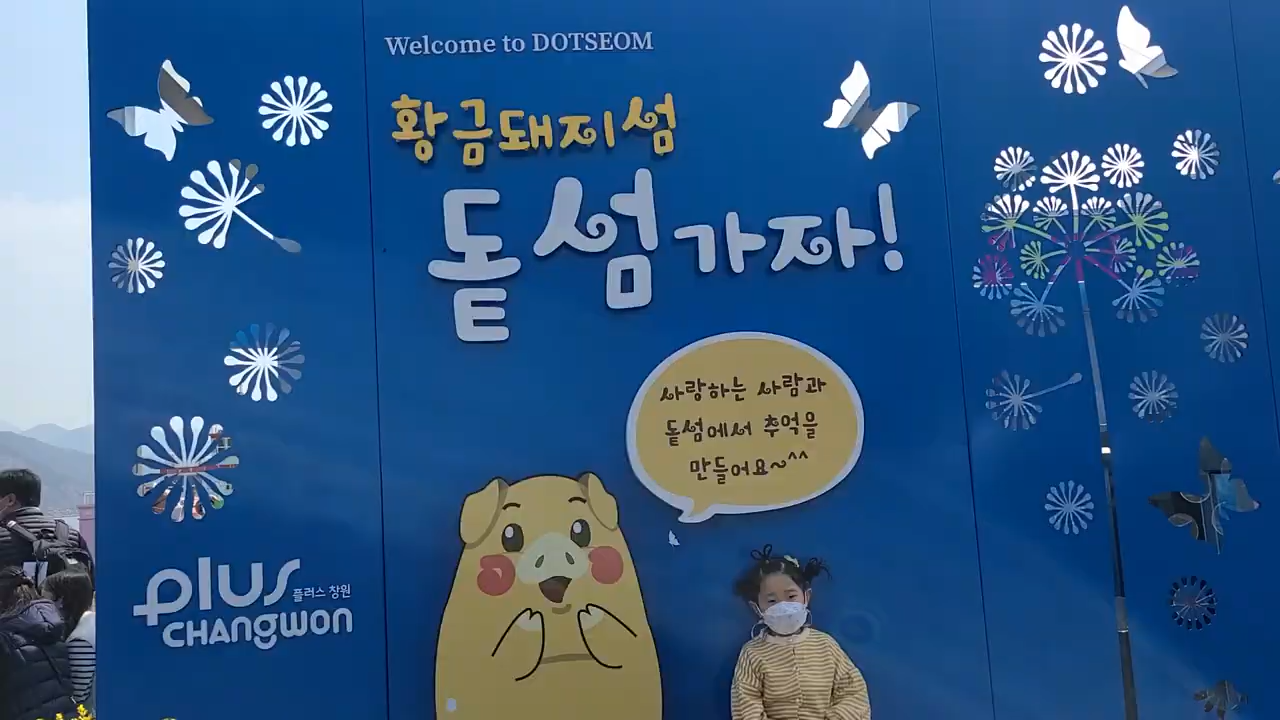 Welcome to DOTSEOM
황금돼지섬
돝섬가자!
사랑하는 사람과
돝섬에서 추억을
만들어요~^^
plus 플러스 창원
CHANGWON